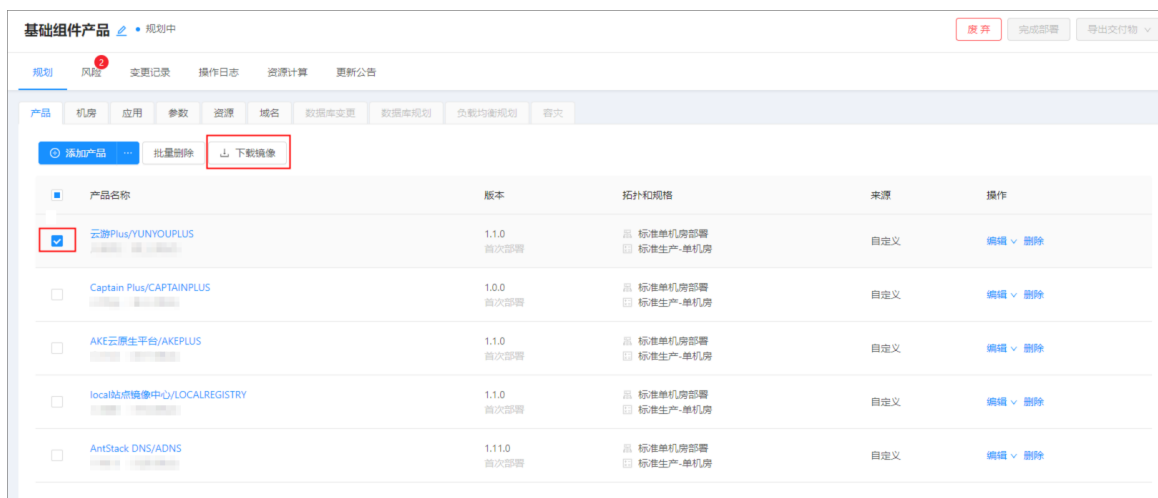 基础组件产品 规划中 废弃 完成部署 导出交付物
规划 风险 2 变更记录 操作日志 资源计算 更新公告
产品 机房 应用 参数 资源 域名 数据库变更 数据库规划 负载均衡规划 容灾
添加产品 ... 批量删除 下载镜像
产品名称 版本 拓扑和规格 来源 操作
云游Plus/YUNYOUPLUS 1.1.0 标准单机房部署 自定义 编辑 删除
首次部署 标准生产-单机房
Captain Plus/CAPTAINPLUS 1.0.0 标准单机房部署 自定义 编辑 删除
首次部署 标准生产-单机房
AKE云原生平台/AKEPLUS 1.1.0 标准单机房部署 自定义 编辑 删除
首次部署 标准生产-单机房
local站点镜像中心/LOCALREGISTRY 1.1.0 标准单机房部署 自定义 编辑 删除
首次部署 标准生产-单机房
AntStack DNS/ADNS 1.11.0 标准单机房部署 自定义 编辑 删除
首次部署 标准生产-单机房